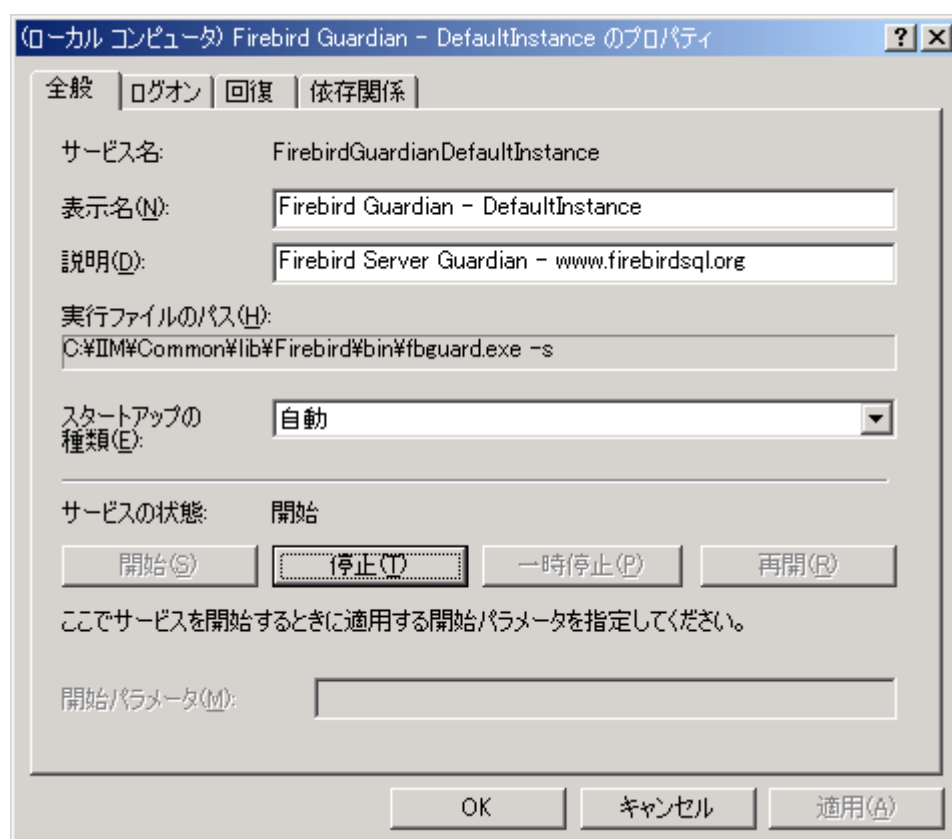 (ローカル コンピュータ) Firebird Guardian - DefaultInstance のプロパティ
全般 ログオン 回復 依存関係
サービス名: FirebirdGuardianDefaultInstance
表示名(N): Firebird Guardian - DefaultInstance
説明(D): Firebird Server Guardian - www.firebirdsql.org
実行ファイルのパス(H):
C:¥IIM¥Common¥lib¥Firebird¥bin¥fbguard.exe -s
スタートアップの
種類(E): 自動
サービスの状態: 開始
開始(S) 停止(T) 一時停止(P) 再開(R)
ここでサービスを開始するときに適用する開始パラメータを指定してください。
開始パラメータ(M):
OK キャンセル 適用(A)